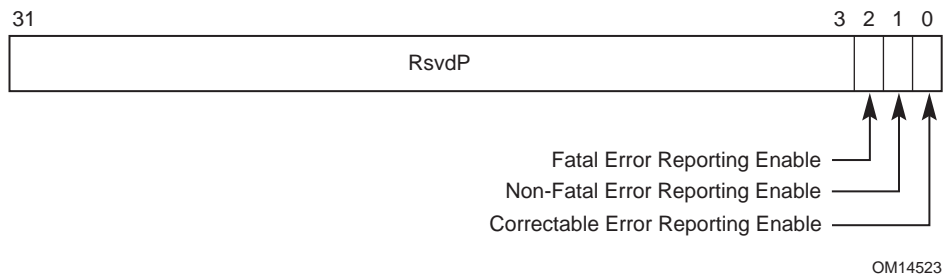 31 3 2 1 0
RsvdP
Fatal Error Reporting Enable
Non-Fatal Error Reporting Enable
Correctable Error Reporting Enable
OM14523